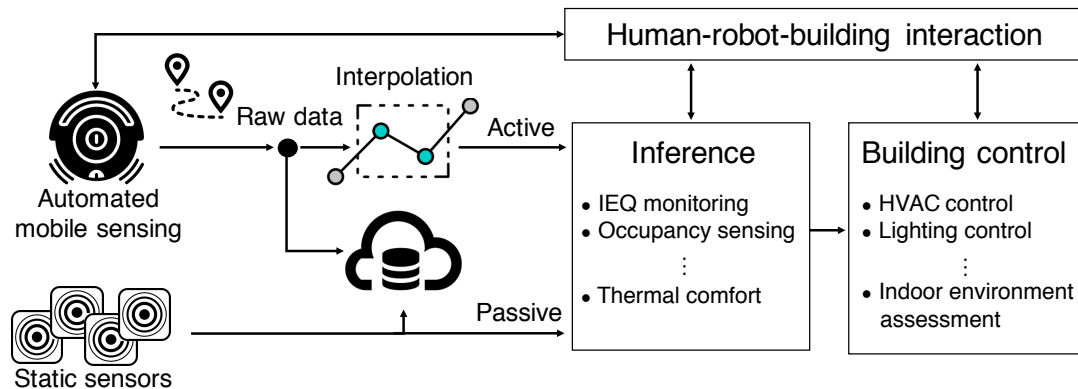 Human-robot-building interaction
Interpolation
Raw data
Active
Automated
mobile sensing
Inference
• IEQ monitoring
• Occupancy sensing
⋮
• Thermal comfort
Building control
• HVAC control
• Lighting control
⋮
• Indoor environment
assessment
Passive
Static sensors